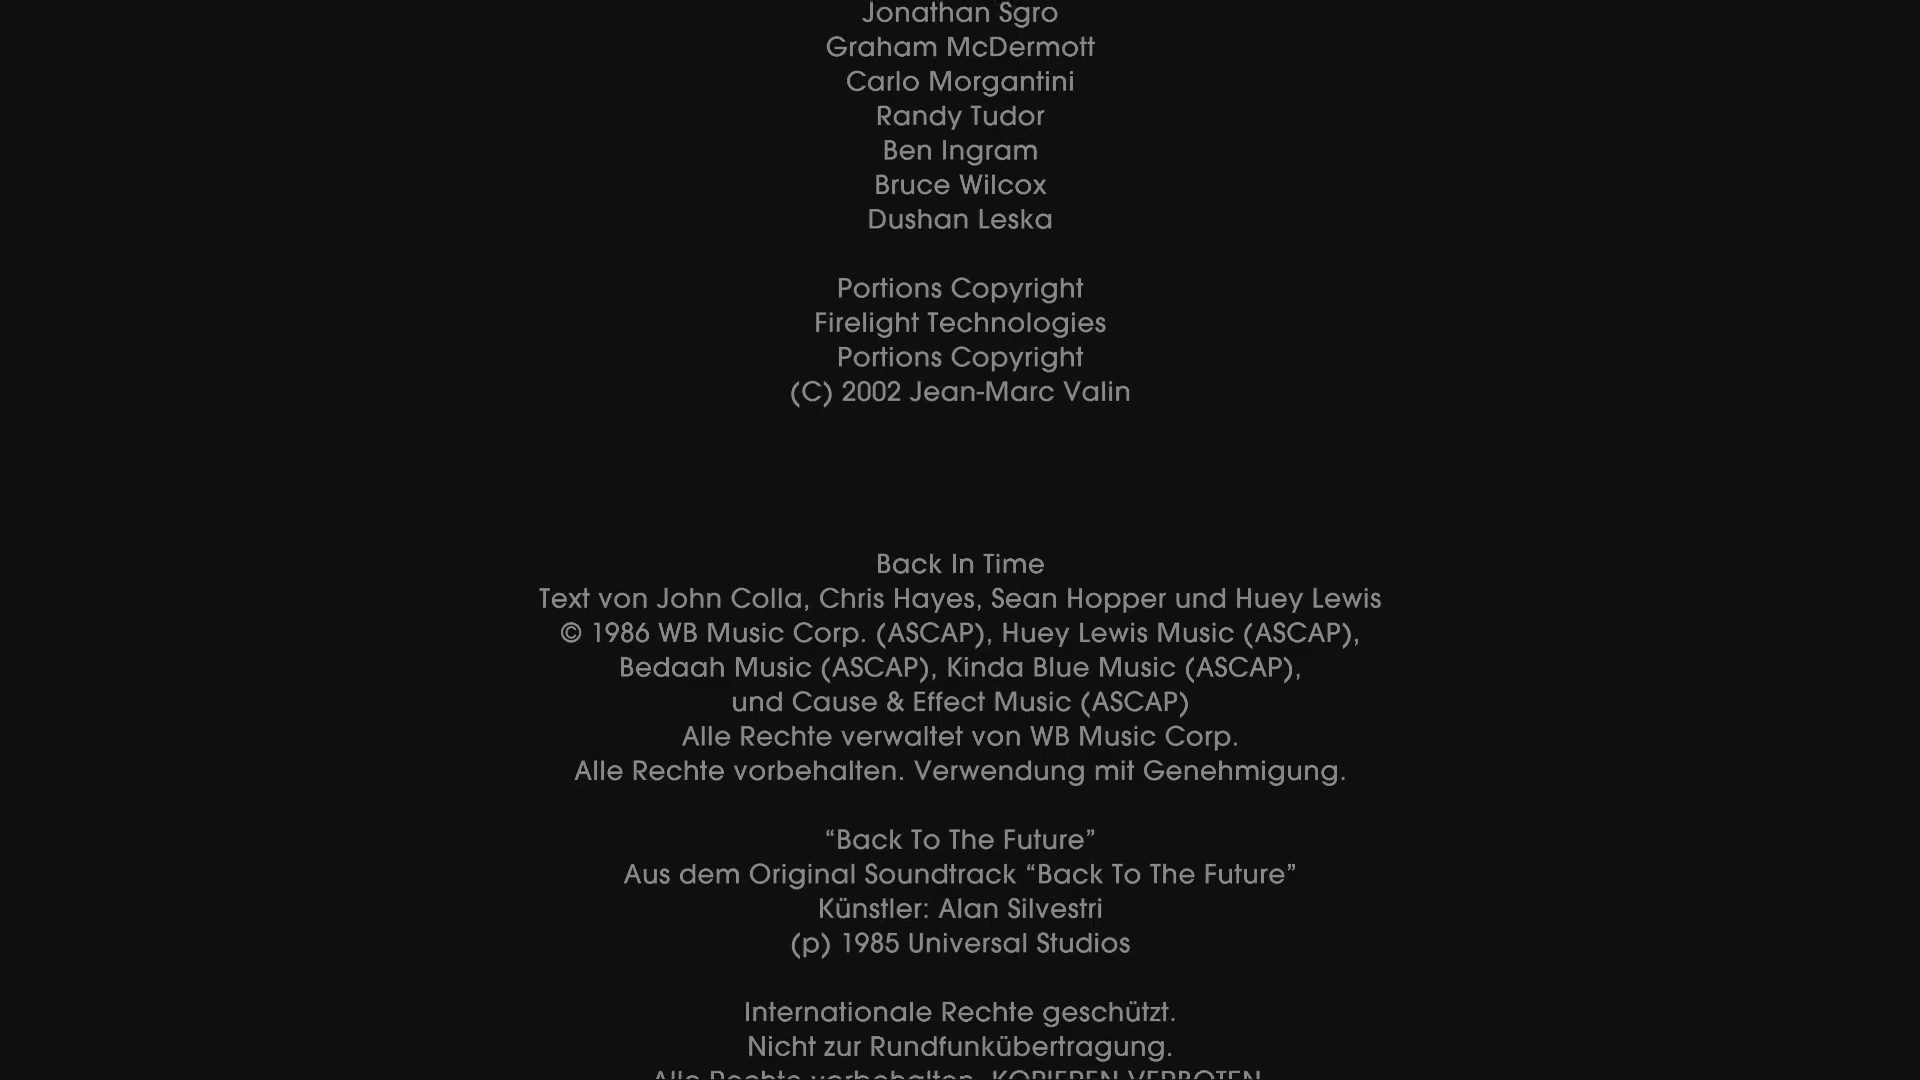 Jonathan Sgro
Graham McDermott
Carlo Morgantini
Randy Tudor
Ben Ingram
Bruce Wilcox
Dushan Leska
Portions Copyright
Firelight Technologies
Portions Copyright
(C) 2002 Jean-Marc Valin
Back In Time
Text von John Colla, Chris Hayes, Sean Hopper und Huey Lewis
© 1986 WB Music Corp. (ASCAP), Huey Lewis Music (ASCAP),
Bedaah Music (ASCAP), Kinda Blue Music (ASCAP),
und Cause & Effect Music (ASCAP)
Alle Rechte verwaltet von WB Music Corp.
Alle Rechte vorbehalten. Verwendung mit Genehmigung.
“Back To The Future”
Aus dem Original Soundtrack “Back To The Future”
Künstler: Alan Silvestri
(p) 1985 Universal Studios
Internationale Rechte geschützt.
Nicht zur Rundfunkübertragung.
Alle Rechte vorbehalten. KOPIEREN VERBOTEN